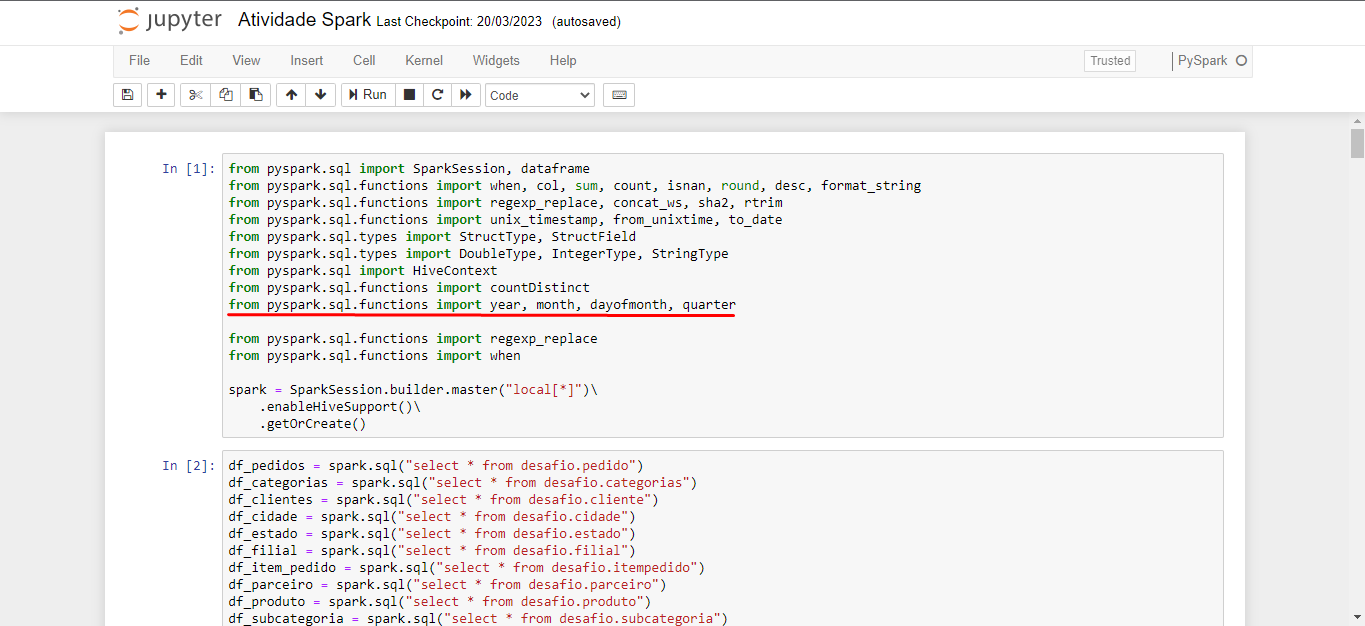 jupyter Atividade Spark Last Checkpoint: 20/03/2023 (autosaved)
File Edit View Insert Cell Kernel Widgets Help Trusted PySpark
Run Code
In [1]:
from pyspark.sql import SparkSession, dataframe
from pyspark.sql.functions import when, col, sum, count, isnan, round, desc, format_string
from pyspark.sql.functions import regexp_replace, concat_ws, sha2, rtrim
from pyspark.sql.functions import unix_timestamp, from_unixtime, to_date
from pyspark.sql.types import StructType, StructField
from pyspark.sql.types import DoubleType, IntegerType, StringType
from pyspark.sql import HiveContext
from pyspark.sql.functions import countDistinct
from pyspark.sql.functions import year, month, dayofmonth, quarter
from pyspark.sql.functions import regexp_replace
from pyspark.sql.functions import when
spark = SparkSession.builder.master("local[*]")\
    .enableHiveSupport()\
    .getOrCreate()
In [2]:
df_pedidos = spark.sql("select * from desafio.pedido")
df_categorias = spark.sql("select * from desafio.categorias")
df_clientes = spark.sql("select * from desafio.cliente")
df_cidade = spark.sql("select * from desafio.cidade")
df_estado = spark.sql("select * from desafio.estado")
df_filial = spark.sql("select * from desafio.filial")
df_item_pedido = spark.sql("select * from desafio.itempedido")
df_parceiro = spark.sql("select * from desafio.parceiro")
df_produto = spark.sql("select * from desafio.produto")
df_subcategoria = spark.sql("select * from desafio.subcategoria")